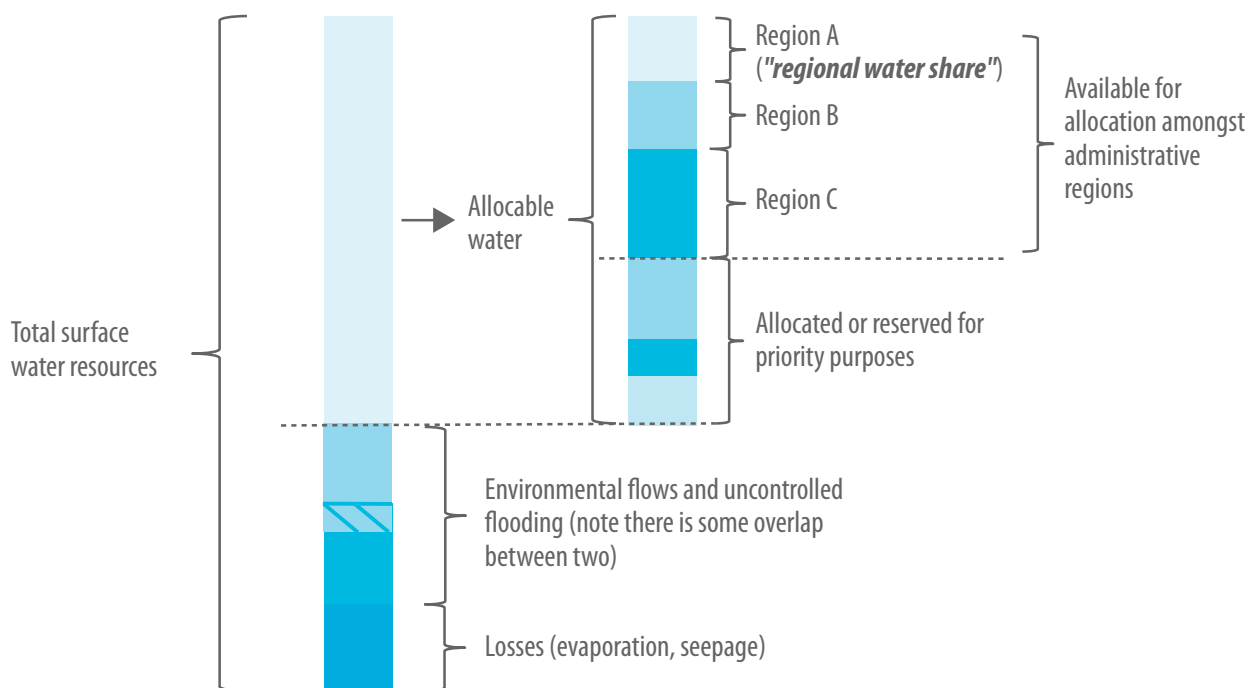 Region A
("regional water share")
Region B
Region C
Available for
allocation amongst
administrative
regions
Allocable
water
Total surface
water resources
Allocated or reserved for
priority purposes
Environmental flows and uncontrolled
flooding (note there is some overlap
between two)
Losses (evaporation, seepage)